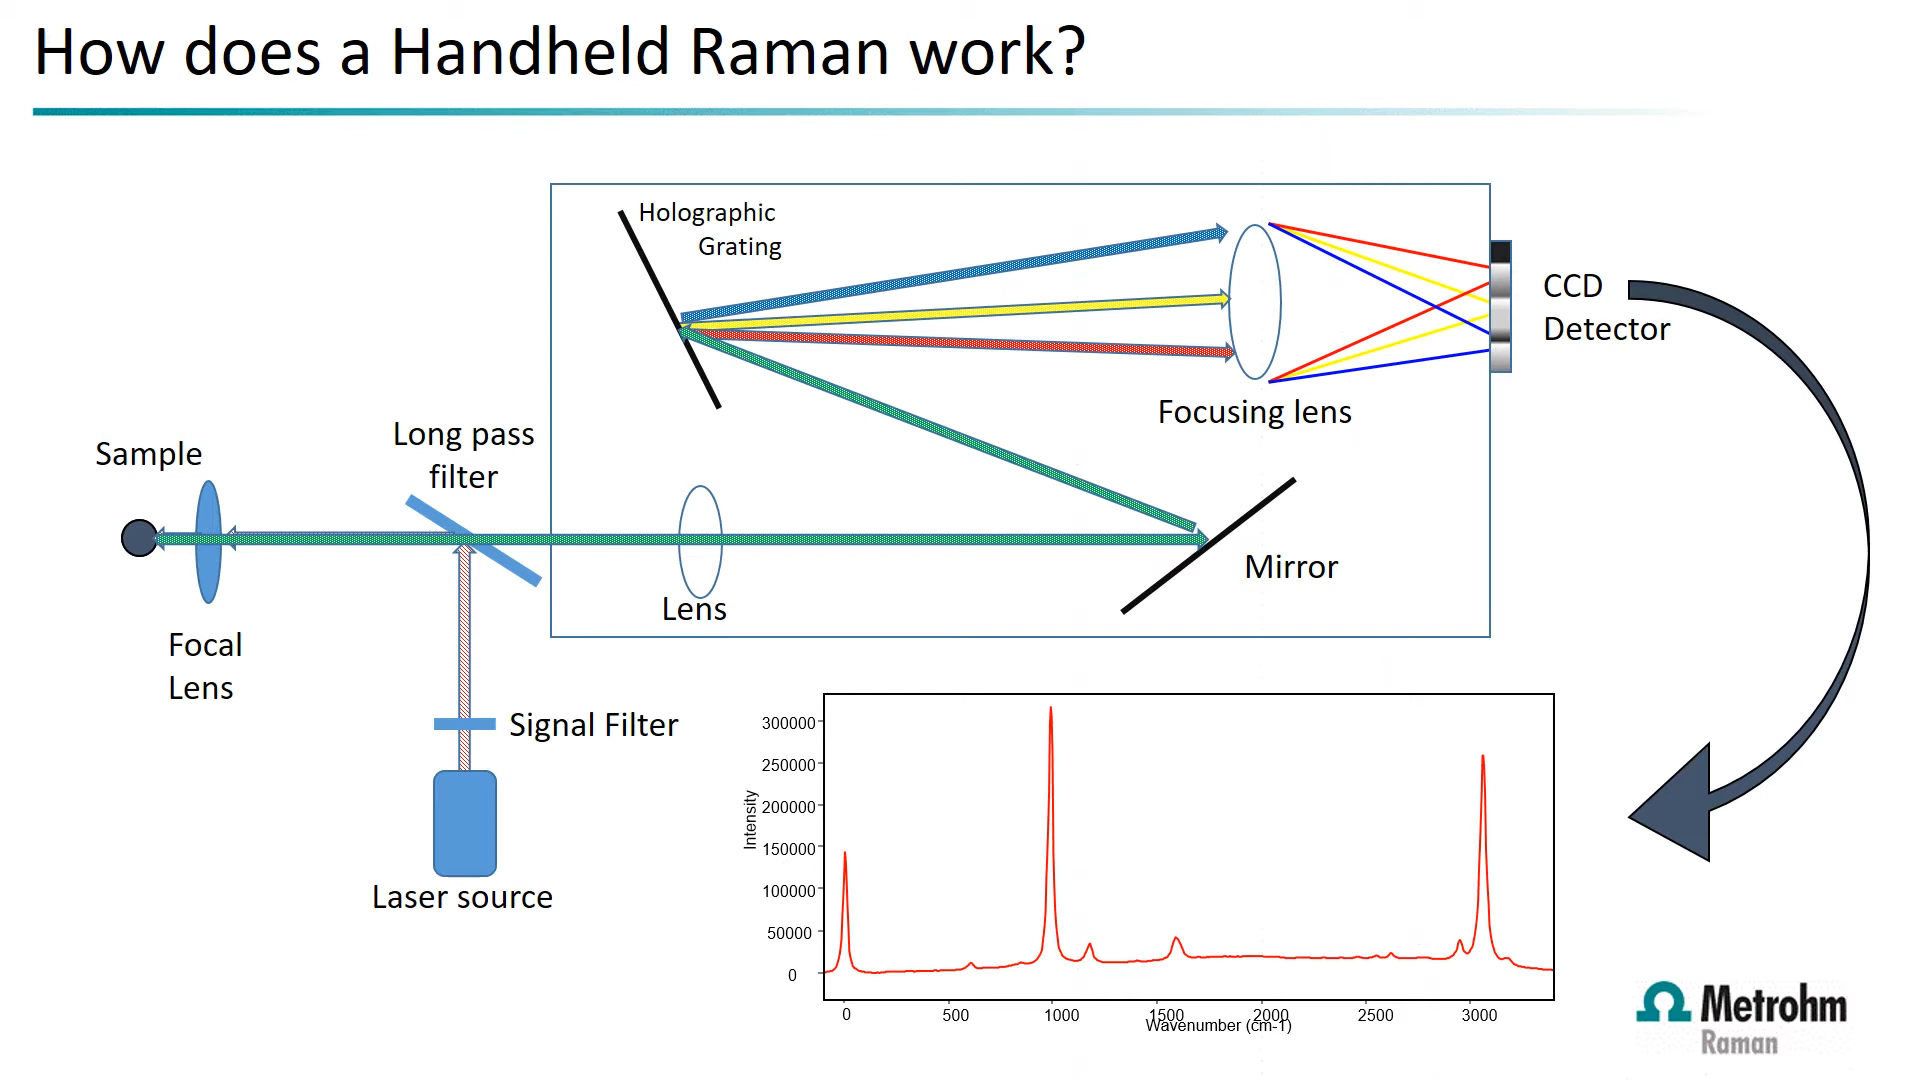 How does a Handheld Raman work?
Holographic
Grating
CCD
Detector
Focusing lens
Long pass
filter
Sample
Mirror
Lens
Focal
Lens
Signal Filter
Laser source
300000
250000
200000
150000
100000
50000
0
Intensity
0 500 1000 1500 2000 2500 3000
Wavenumber (cm-1)
Metrohm
Raman